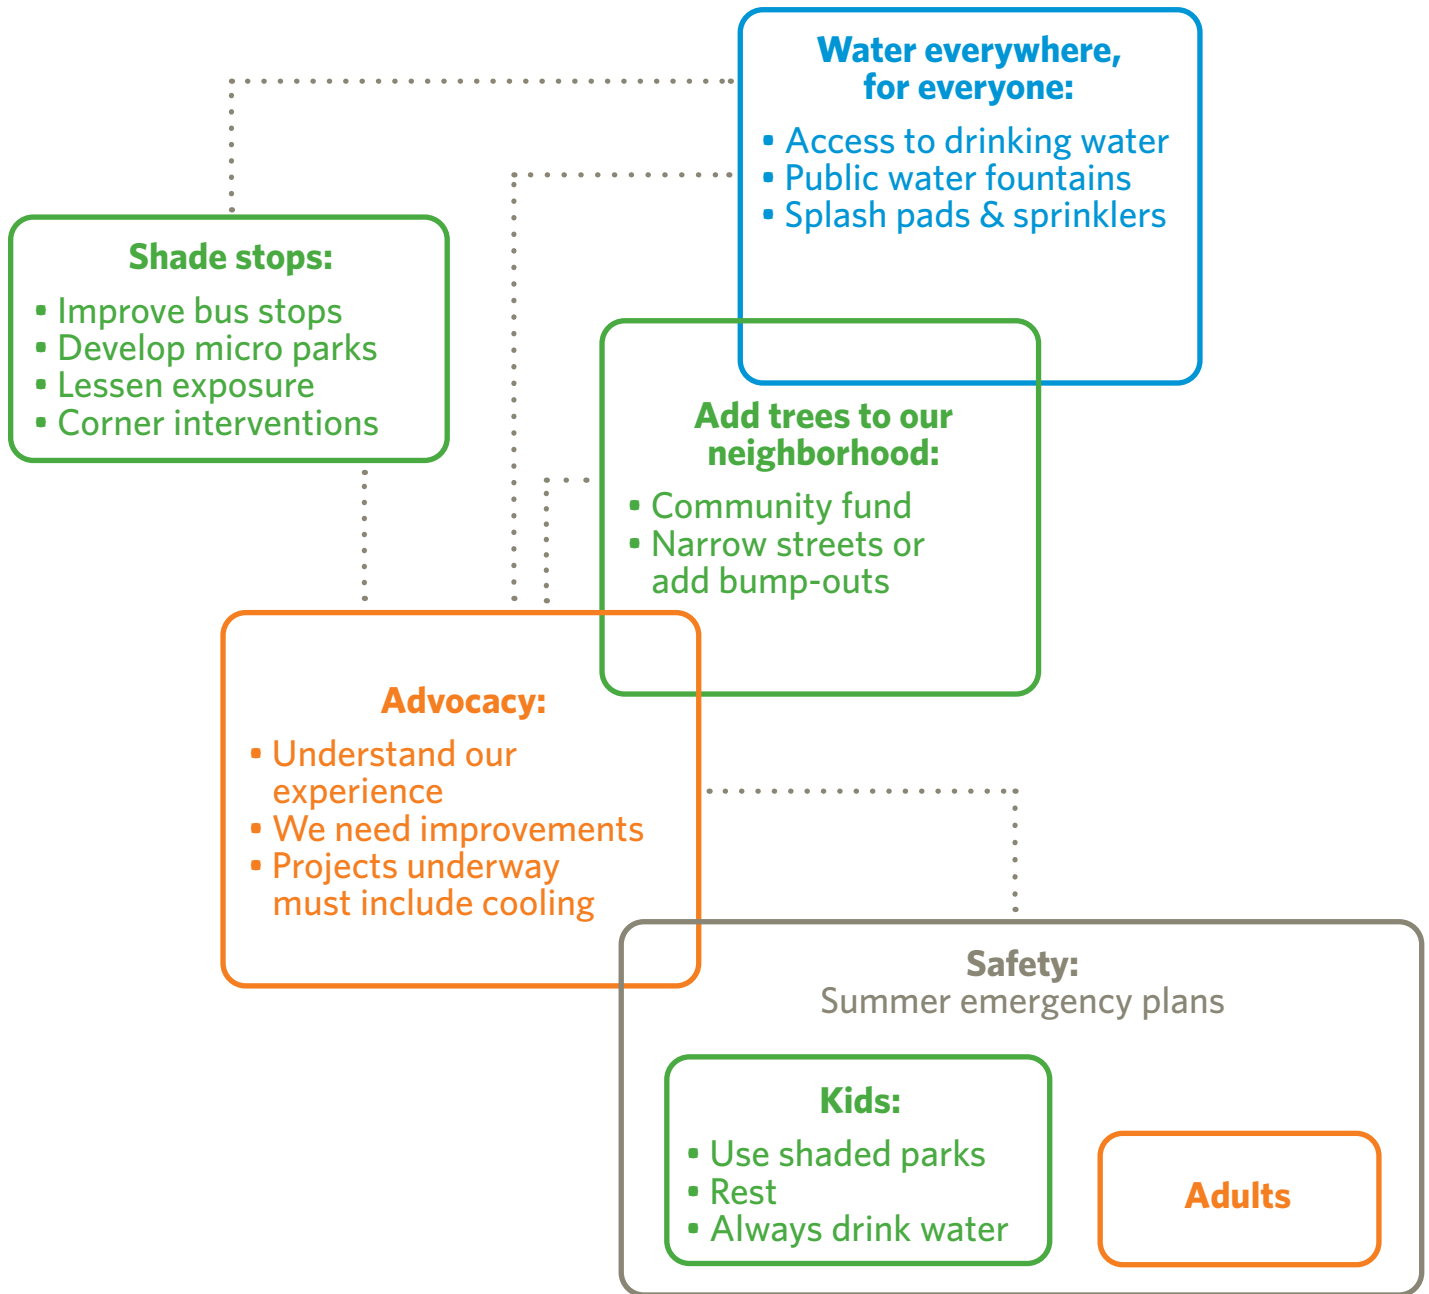 Water everywhere,
for everyone:
▪ Access to drinking water
▪ Public water fountains
▪ Splash pads & sprinklers
Shade stops:
▪ Improve bus stops
▪ Develop micro parks
▪ Lessen exposure
▪ Corner interventions
Add trees to our
neighborhood:
▪ Community fund
▪ Narrow streets or
add bump-outs
Advocacy:
▪ Understand our
experience
▪ We need improvements
▪ Projects underway
must include cooling
Safety:
Summer emergency plans
Kids:
▪ Use shaded parks
▪ Rest
▪ Always drink water
Adults